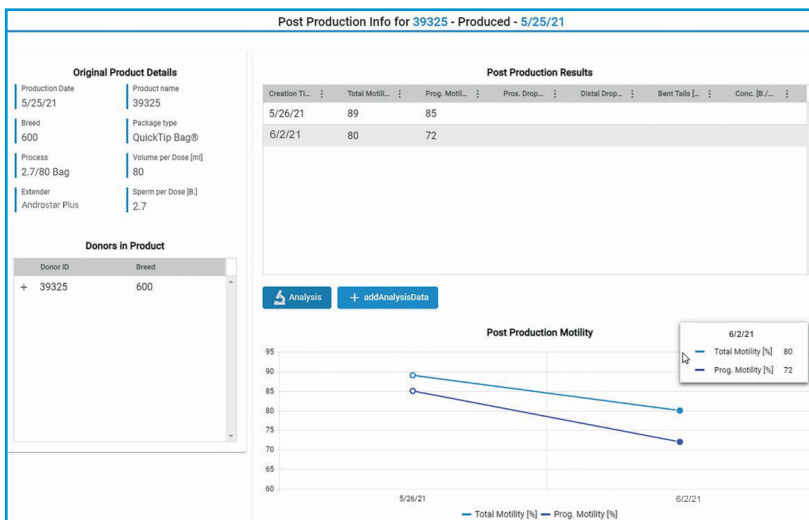 Post Production Info for 39325 - Produced - 5/25/21
Original Product Details
Production Date
5/25/21
Product name
39325
Breed
600
Package type
QuickTip Bag®
Process
2.7/80 Bag
Volume per Dose [ml]
80
Extender
Androstar Plus
Sperm per Dose [B.]
2.7
Donors in Product
Donor ID Breed
+ 39325 600
Post Production Results
Creation Ti... Total Motili... Prog. Motil... Prox. Drop... Distal Drop... Bent Tails [... Conc. [B./...
5/26/21 89 85
6/2/21 80 72
Analysis
+ addAnalysisData
Post Production Motility
6/2/21
Total Motility [%] 80
Prog. Motility [%] 72
95
90
85
80
75
70
65
60
5/26/21 6/2/21
Total Motility [%] Prog. Motility [%]